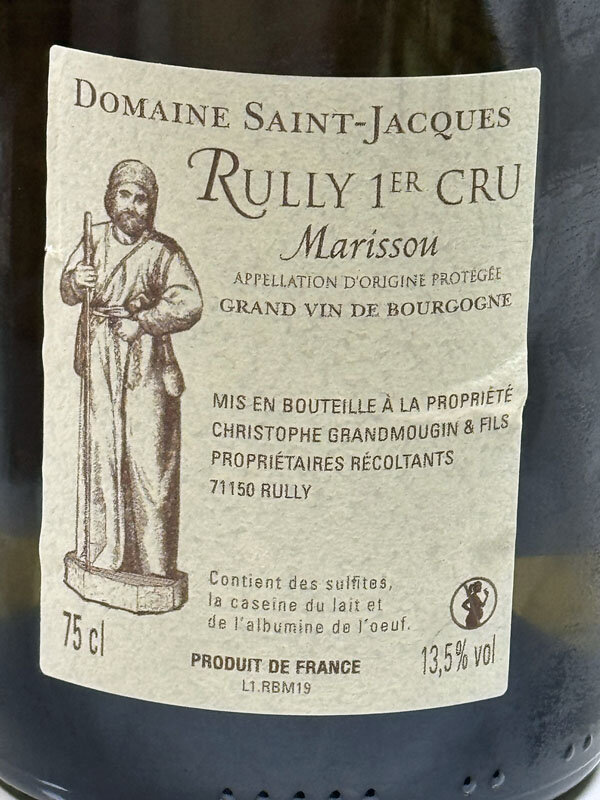 DOMAINE SAINT-JACQUES
RULLY 1ER CRU
Marissou
APPELLATION D'ORIGINE PROTÉGÉE
GRAND VIN DE BOURGOGNE
MIS EN BOUTEILLE À LA PROPRIÉTÉ
CHRISTOPHE GRANDMOUGIN & FILS
PROPRIÉTAIRES RÉCOLTANTS
71150 RULLY
Contient des sulfites,
la caseine du lait et
de l'albumine de l'oeuf.
75 cl
13,5% vol
PRODUIT DE FRANCE
L1.RBM19